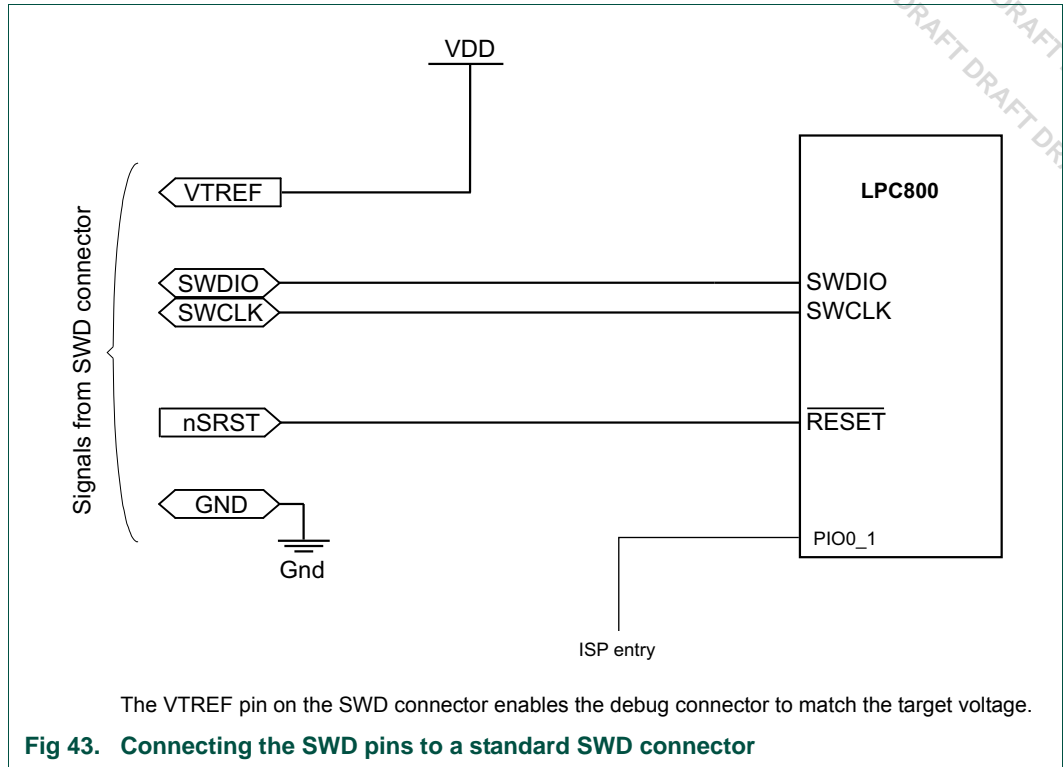 DRAFT DRAFT DRA
DRAFT
VDD
VTREF
LPC800
SWDIO
SWDIO
SWCLK
SWCLK
nSRST
RESET
GND
Gnd
PIO0_1
ISP entry
Signals from SWD connector
The VTREF pin on the SWD connector enables the debug connector to match the target voltage.
Fig 43. Connecting the SWD pins to a standard SWD connector